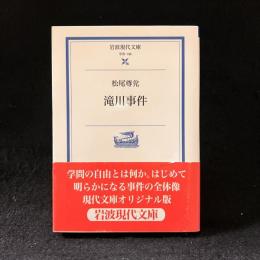 岩波現代文庫
松尾尊兊
滝川事件
学問の自由とは何か。はじめて
明らかになる事件の全体像
現代文庫オリジナル版
岩波現代文庫